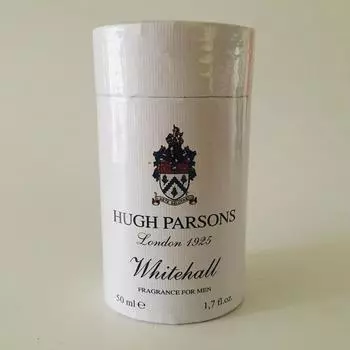 HUGH PARSONS
London 1925
Whitehall
FRAGRANCE FOR MEN
50 ml e 1,7 fl.oz.